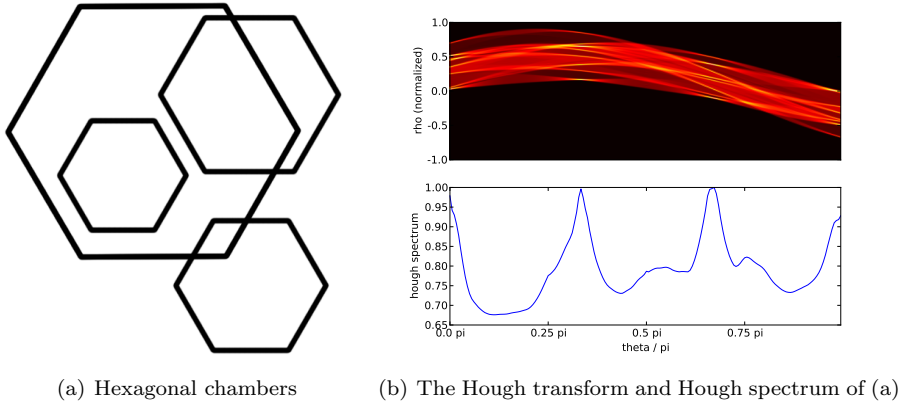 1.0
0.5
0.0
-0.5
-1.0
rho (normalized)
1.00
0.95
0.90
0.85
0.80
0.75
0.70
0.65
hough spectrum
0.0 pi
0.25 pi
0.5 pi
0.75 pi
theta / pi
(a) Hexagonal chambers
(b) The Hough transform and Hough spectrum of (a)